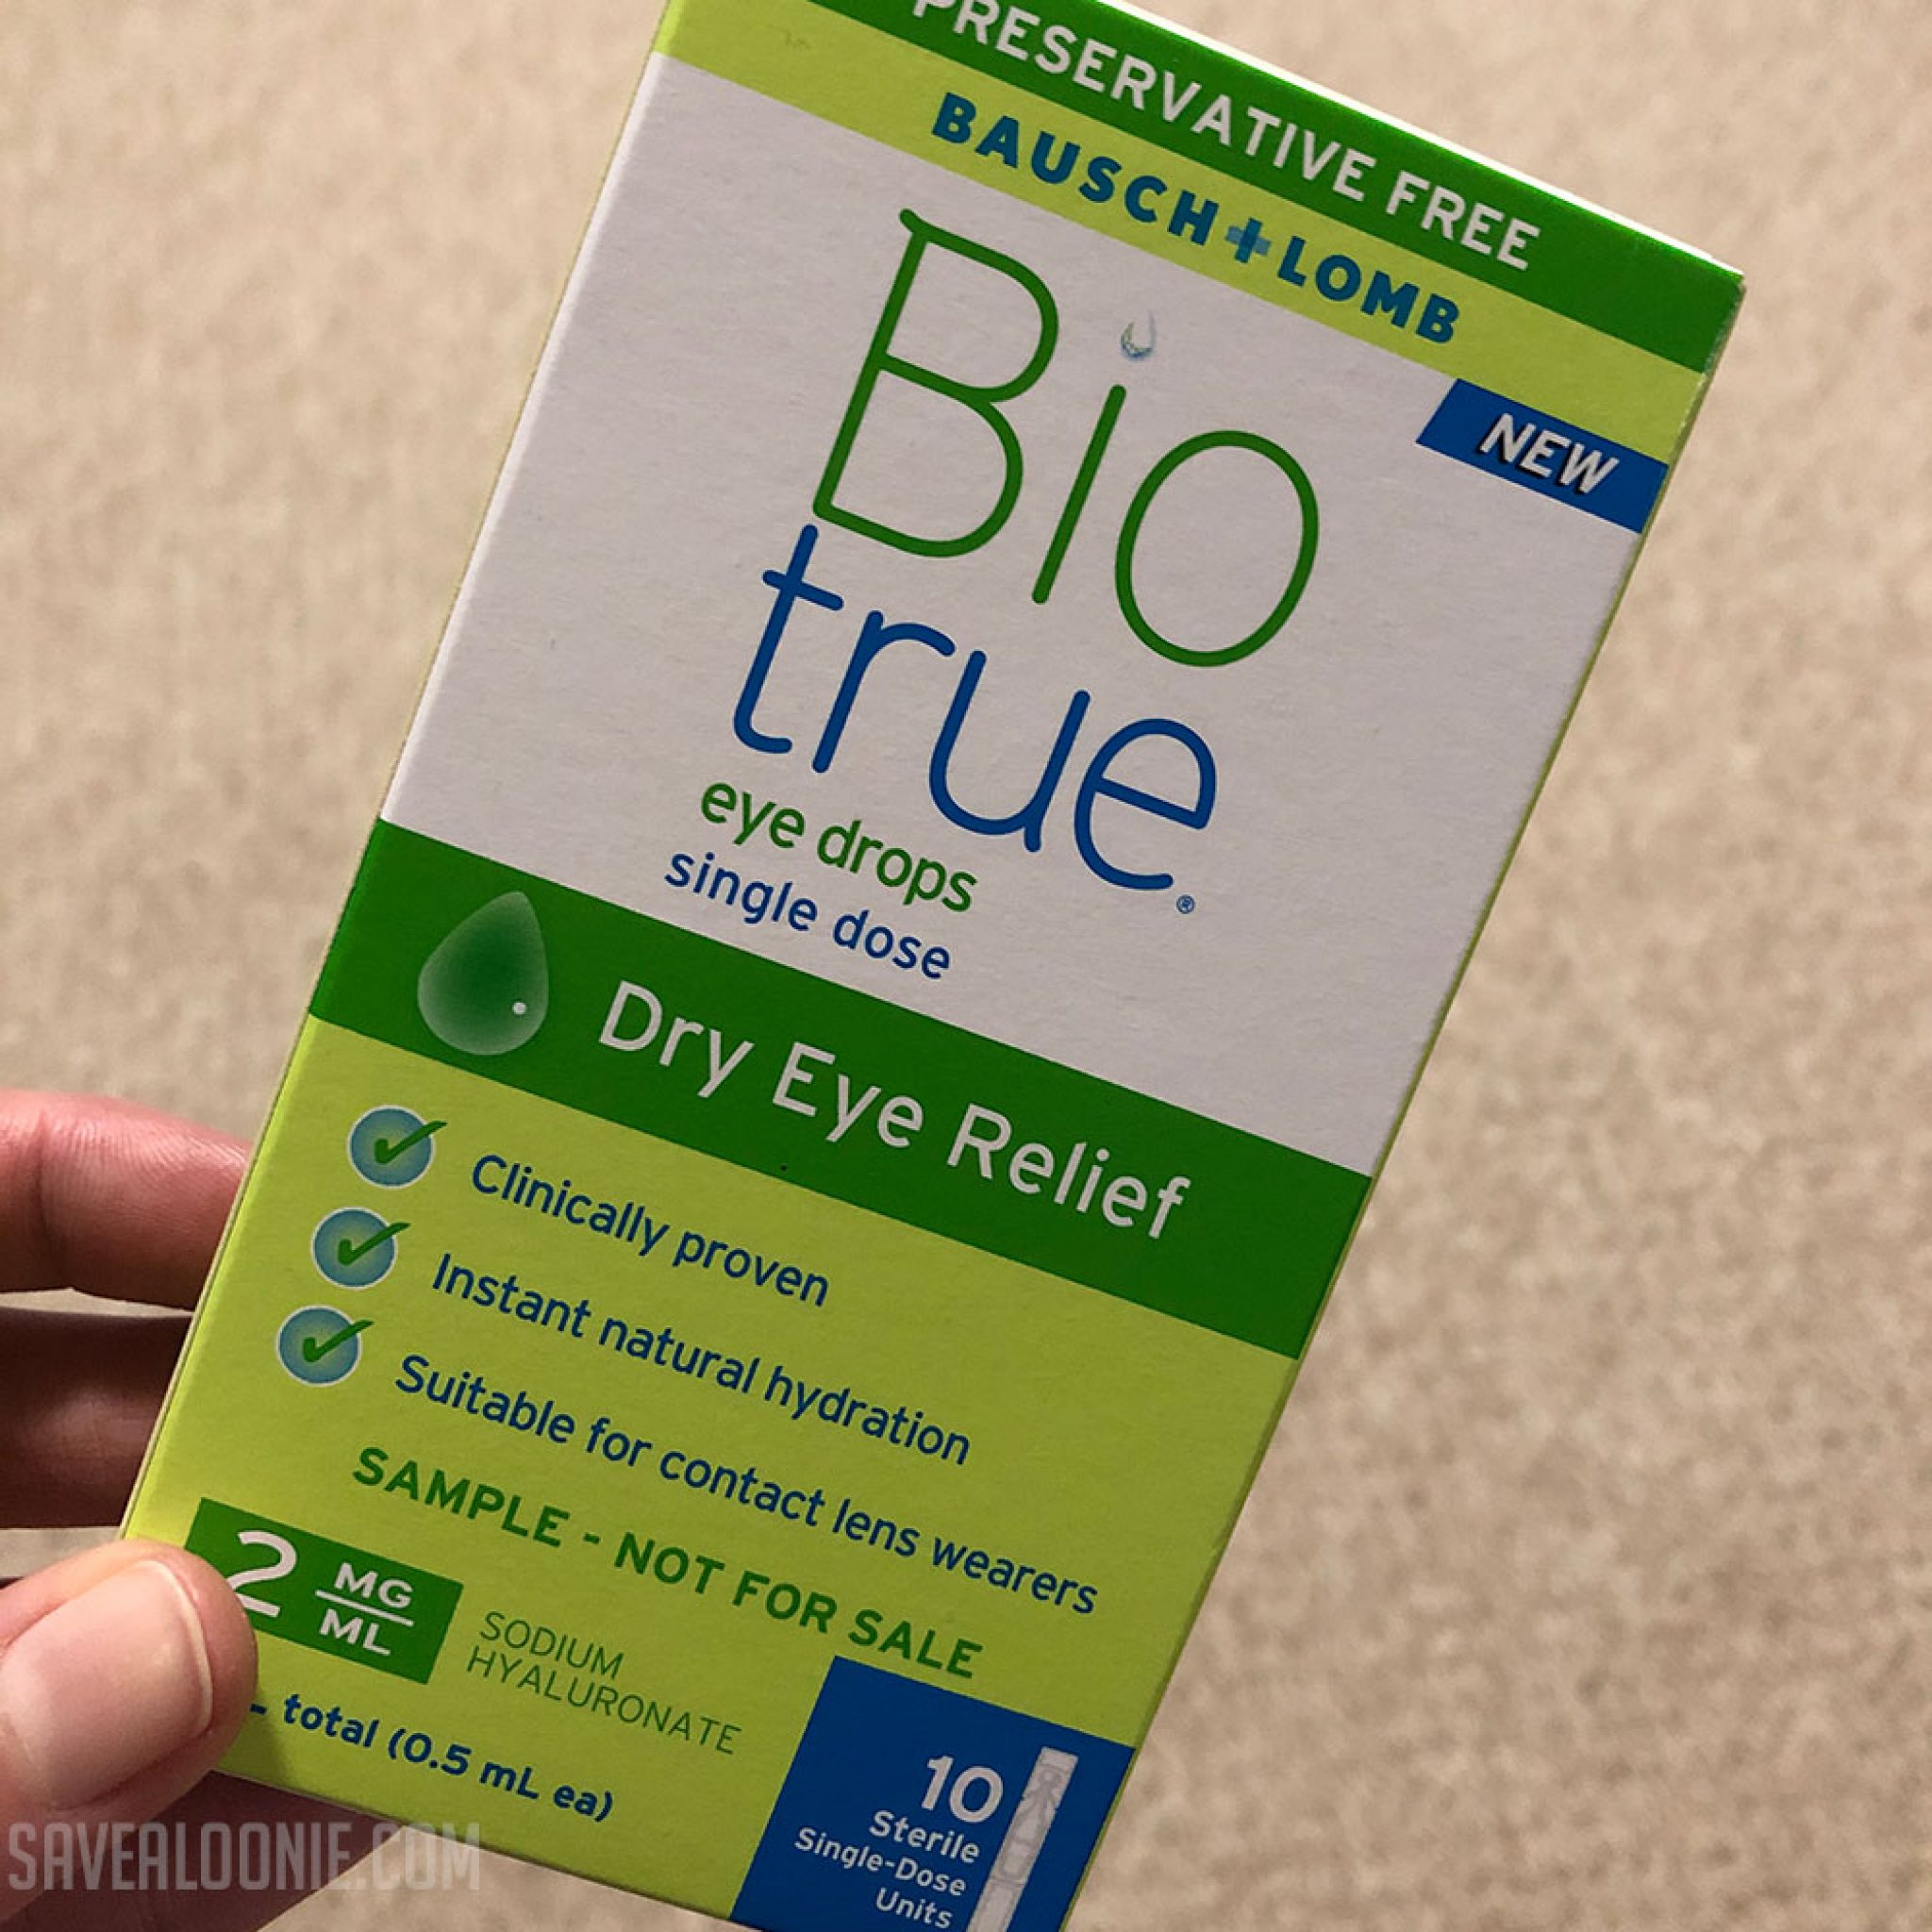 PRESERVATIVE FREE
BAUSCH+LOMB
NEW
Bio
true®
eye drops
single dose
Dry Eye Relief
Clinically proven
Instant natural hydration
Suitable for contact lens wearers
SAMPLE - NOT FOR SALE
2 MG
ML
SODIUM
HYALURONATE
total (0.5 mL ea)
10
Sterile
Single-Dose
Units
SAVEALOONIE.COM